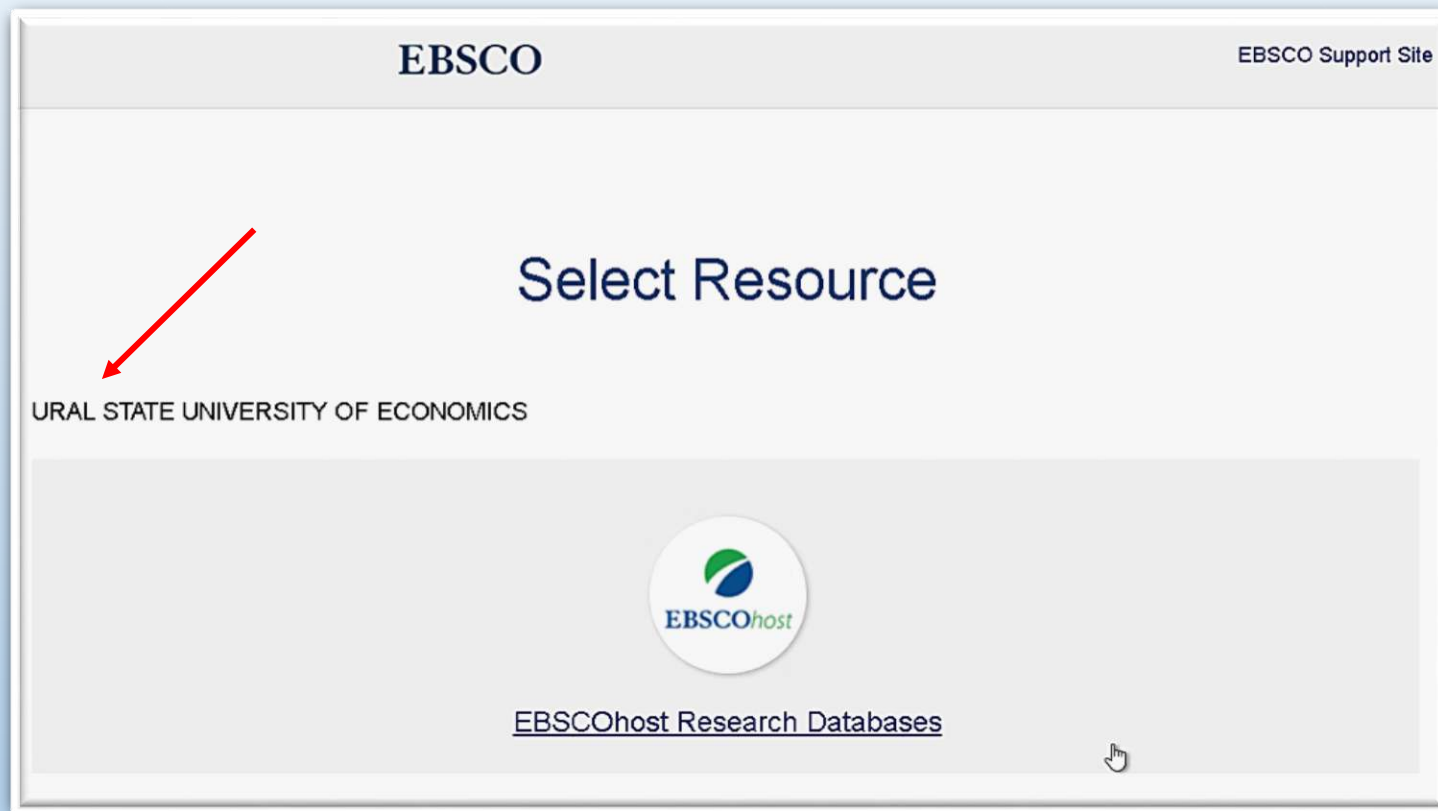 EBSCO
EBSCO Support Site
Select Resource
URAL STATE UNIVERSITY OF ECONOMICS
EBSCOhost
EBSCOhost Research Databases